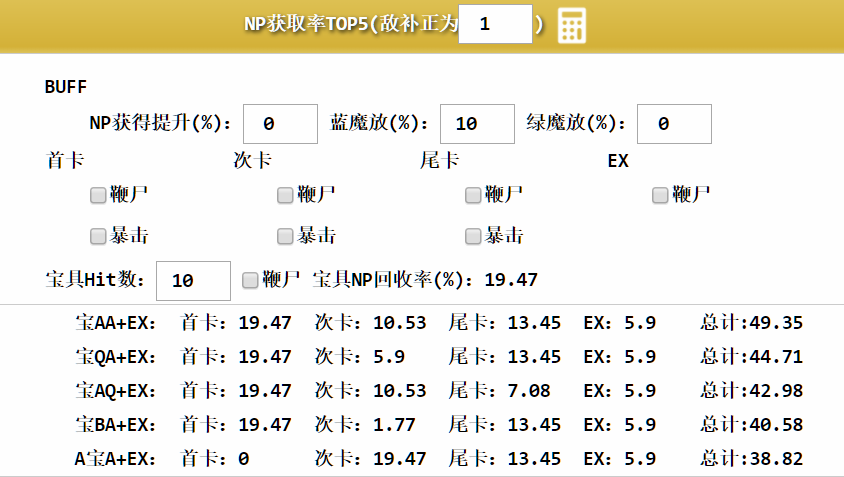 NP获取率TOP5(敌补正为 1 )
BUFF
NP获得提升(%): 0 蓝魔放(%): 10 绿魔放(%): 0
首卡 次卡 尾卡 EX
鞭尸 鞭尸 鞭尸 鞭尸
暴击 暴击 暴击
宝具Hit数: 10 鞭尸 宝具NP回收率(%): 19.47
宝AA+EX: 首卡: 19.47 次卡: 10.53 尾卡: 13.45 EX: 5.9 总计:49.35
宝QA+EX: 首卡: 19.47 次卡: 5.9 尾卡: 13.45 EX: 5.9 总计:44.71
宝AQ+EX: 首卡: 19.47 次卡: 10.53 尾卡: 7.08 EX: 5.9 总计:42.98
宝BA+EX: 首卡: 19.47 次卡: 1.77 尾卡: 13.45 EX: 5.9 总计:40.58
A宝A+EX: 首卡: 0 次卡: 19.47 尾卡: 13.45 EX: 5.9 总计:38.82